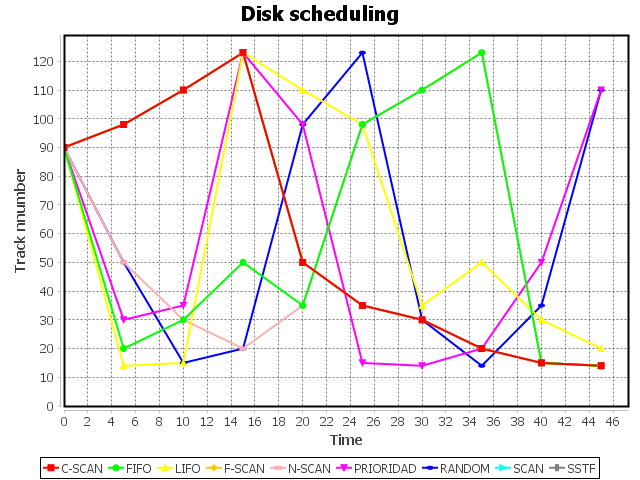 Disk scheduling
Track nnumber
120
110
100
90
80
70
60
50
40
30
20
10
0
0 2 4 6 8 10 12 14 16 18 20 22 24 26 28 30 32 34 36 38 40 42 44 46
Time
C-SCAN FIFO LIFO F-SCAN N-SCAN PRIORIDAD RANDOM SCAN SSTF